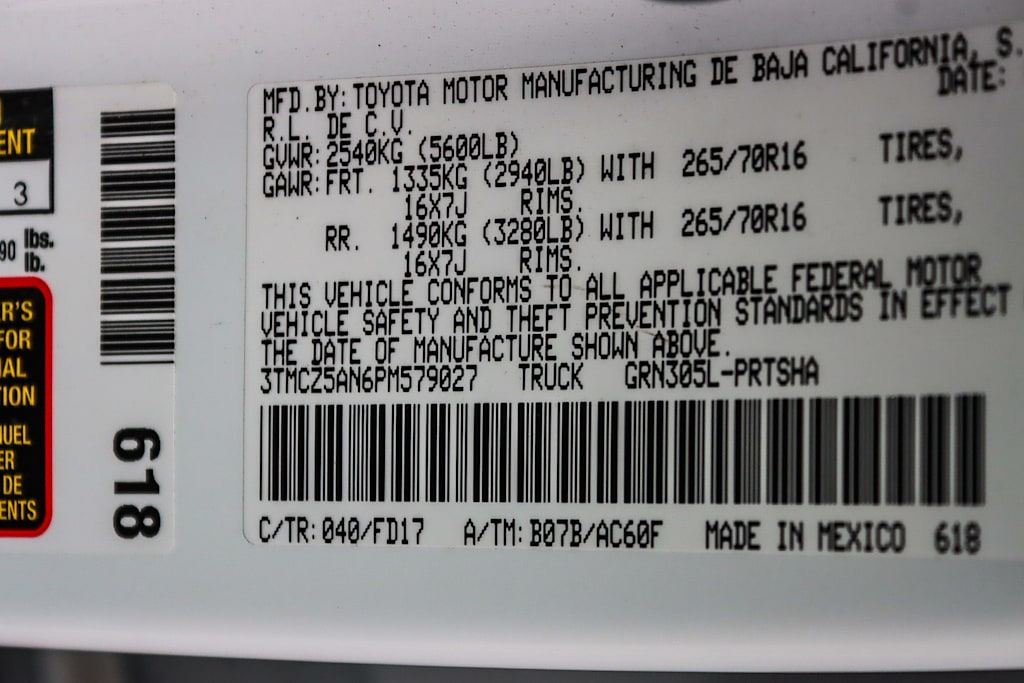 ENT
3
90 lbs.
lb.
ER'S
FOR
IAL
TION
NUEL
ER
DE
ENTS
618
MFD.BY:TOYOTA MOTOR MANUFACTURING DE BAJA CALIFORNIA, S.
R.L. DE C.V. DATE:
GVWR:2540KG (5600LB)
GAWR:FRT. 1335KG (2940LB) WITH 265/70R16 TIRES,
16X7J RIMS.
RR. 1490KG (3280LB) WITH 265/70R16 TIRES,
16X7J RIMS.
THIS VEHICLE CONFORMS TO ALL APPLICABLE FEDERAL MOTOR
VEHICLE SAFETY AND THEFT PREVENTION STANDARDS IN EFFECT
THE DATE OF MANUFACTURE SHOWN ABOVE.
3TMCZ5AN6PM579027 TRUCK GRN305L-PRTSHA
C/TR:040/FD17 A/TM:B07B/AC60F MADE IN MEXICO 618